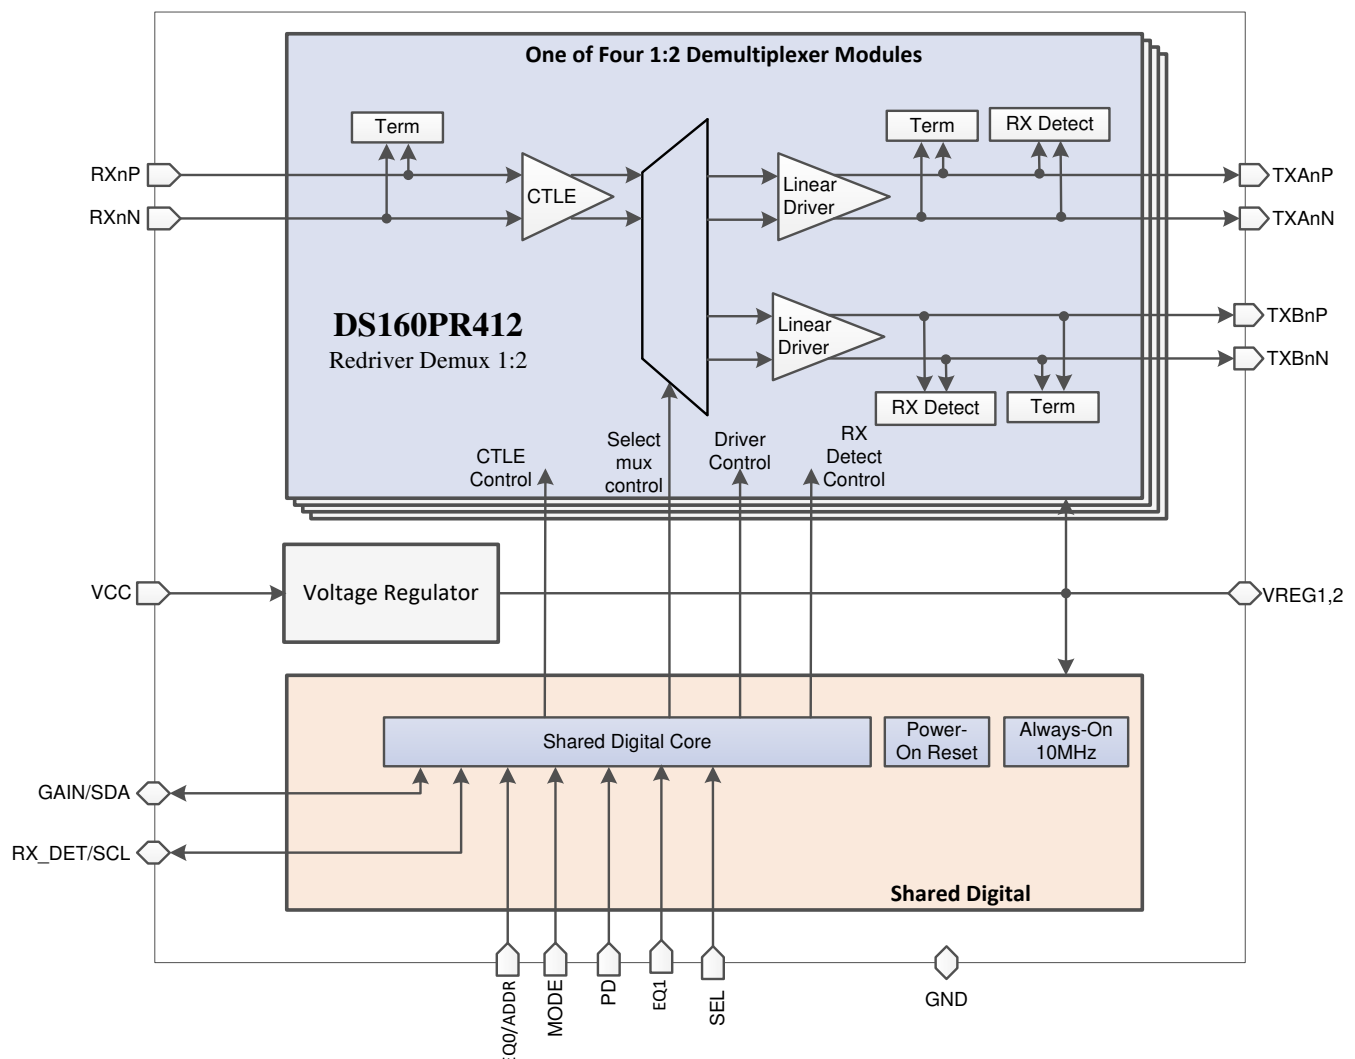 One of Four 1:2 Demultiplexer Modules
Term
Term
RX Detect
RXnP
RXnN
CTLE
Linear
Driver
TXAnP
TXAnN
DS160PR412
Redriver Demux 1:2
Linear
Driver
TXBnP
TXBnN
RX Detect
Term
CTLE
Control
Select
mux
control
Driver
Control
RX
Detect
Control
VCC
Voltage Regulator
VREG1,2
Shared Digital Core
Power-
On Reset
Always-On
10MHz
GAIN/SDA
RX_DET/SCL
Shared Digital
EQ0/ADDR
MODE
PD
EQ1
SEL
GND